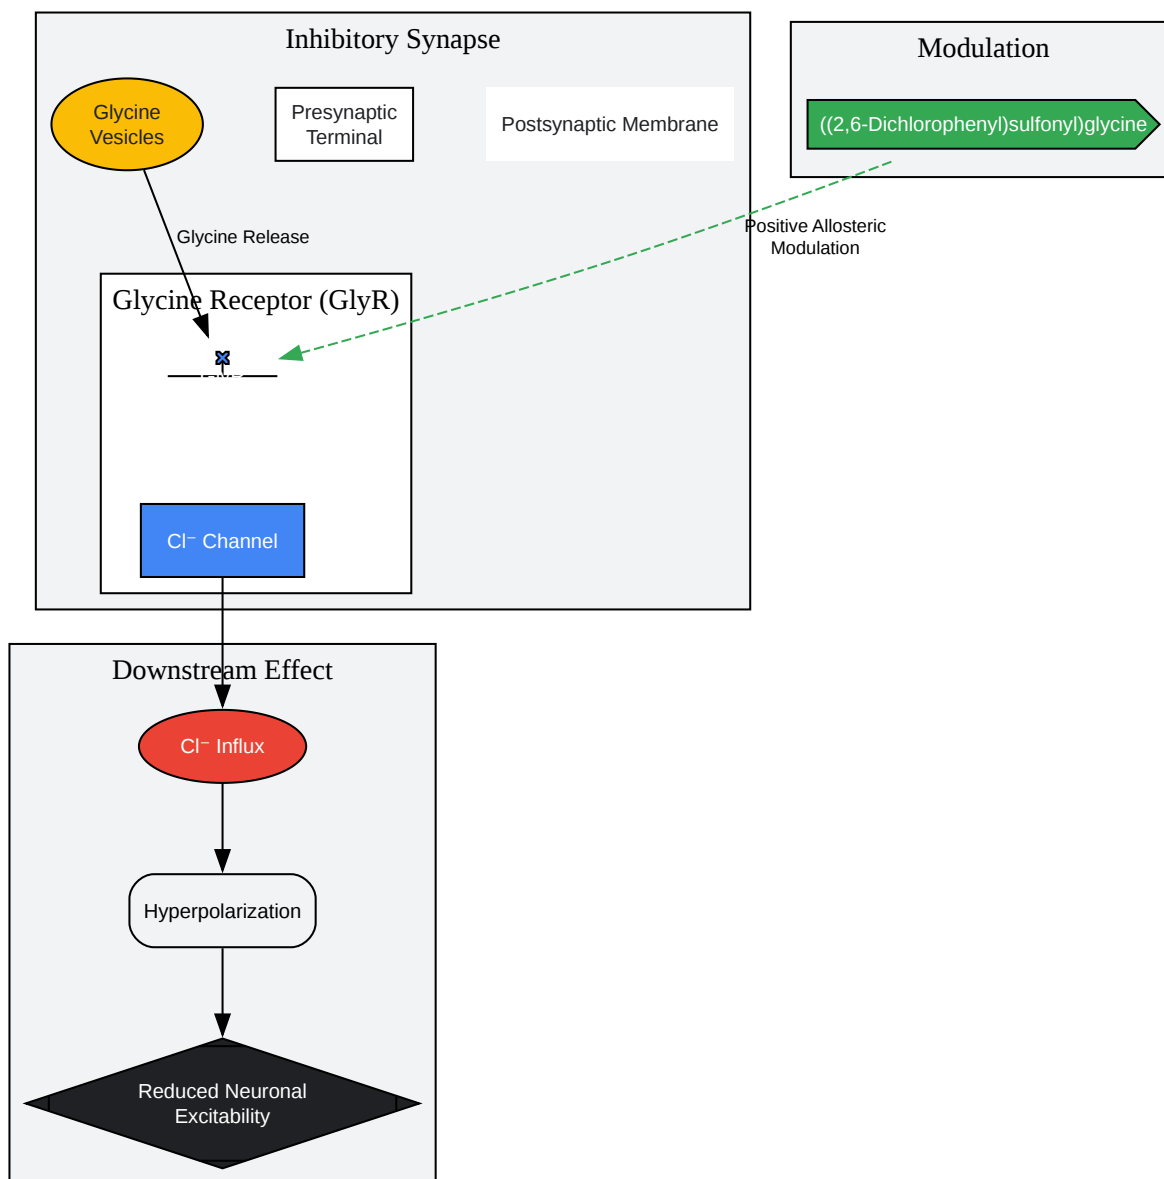 Inhibitory Synapse
Modulation
Glycine
Vesicles
Presynaptic
Terminal
Postsynaptic Membrane
((2,6-Dichlorophenyl)sulfonyl)glycine
Glycine Release
Positive Allosteric
Modulation
Glycine Receptor (GlyR)
Cl⁻ Channel
Downstream Effect
Cl⁻ Influx
Hyperpolarization
Reduced Neuronal
Excitability